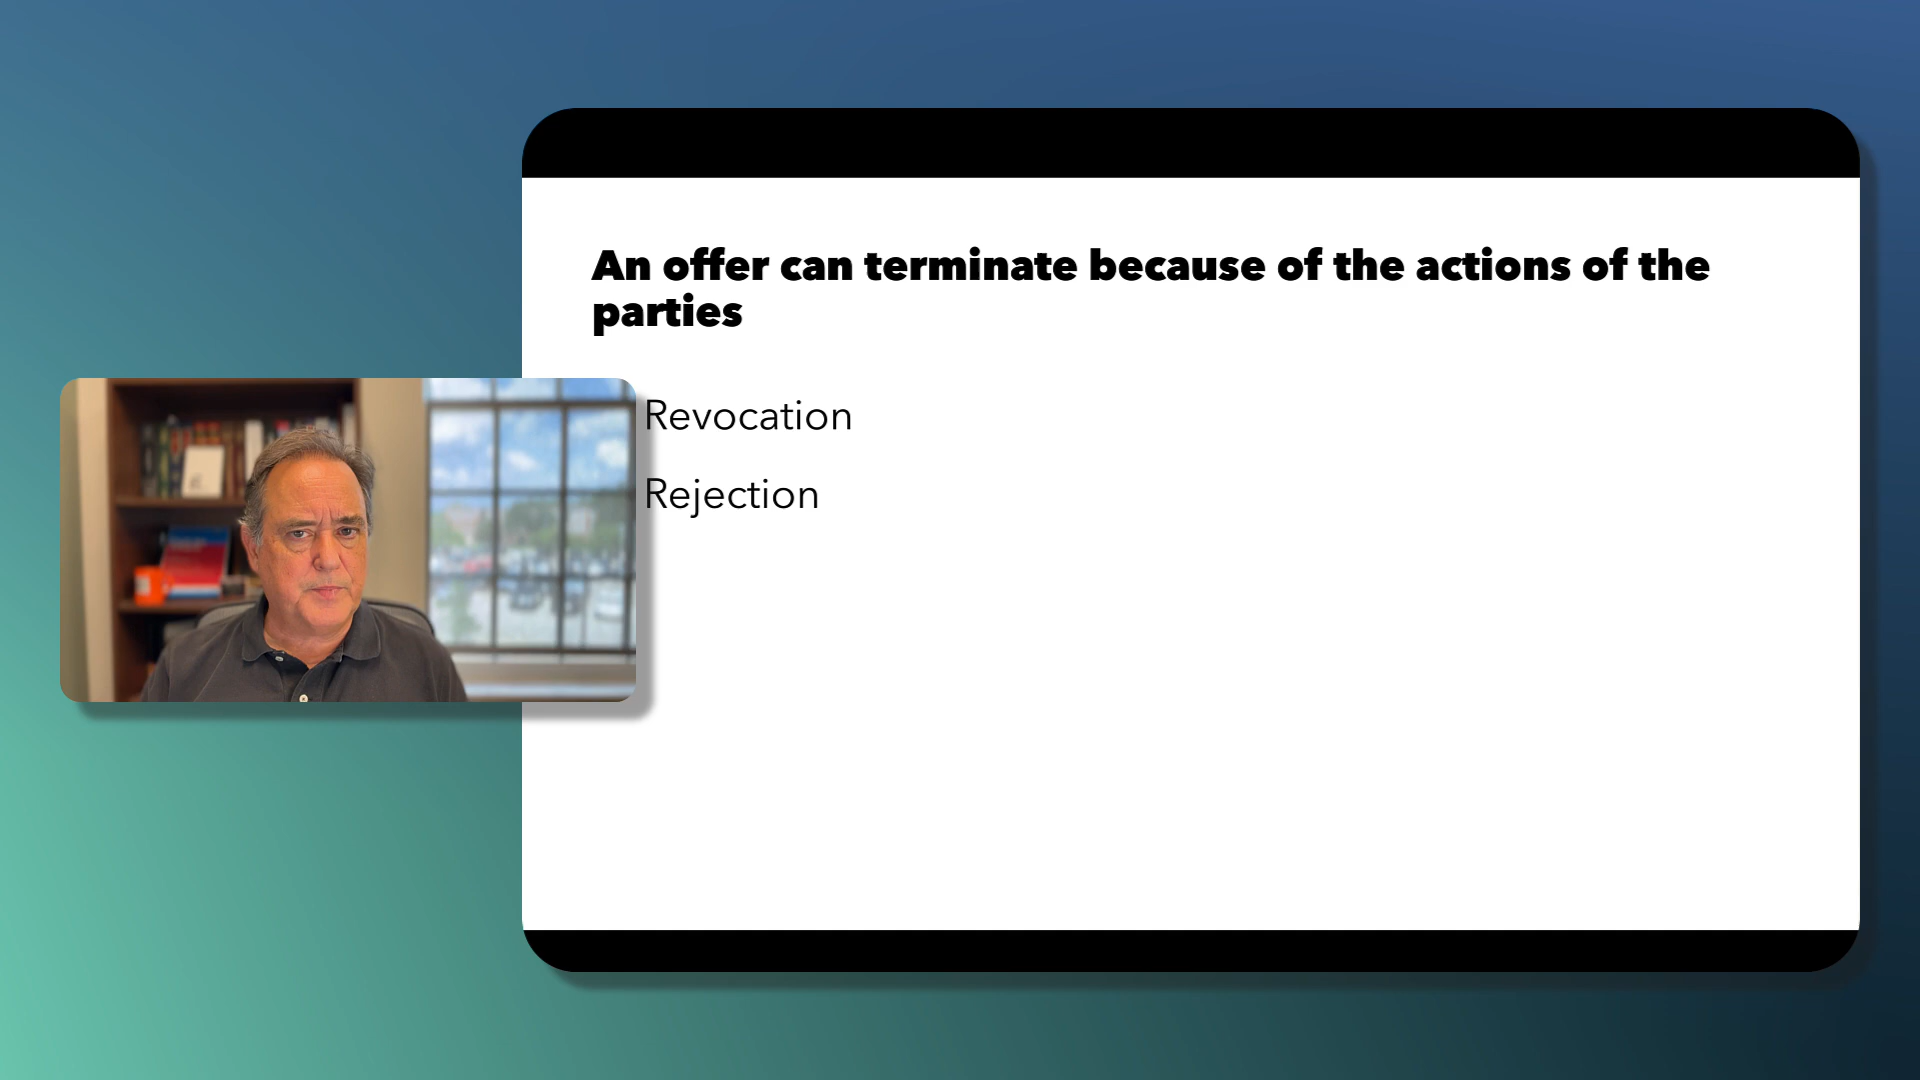 An offer can terminate because of the actions of the
parties
Revocation
Rejection